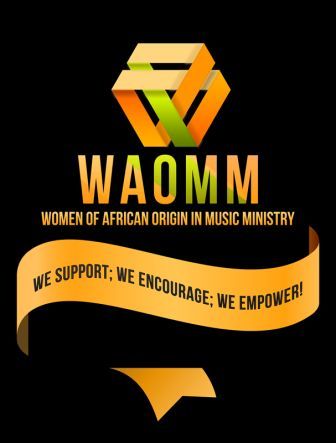 WAOMM
WOMEN OF AFRICAN ORIGIN IN MUSIC MINISTRY
WE SUPPORT; WE ENCOURAGE; WE EMPOWER!